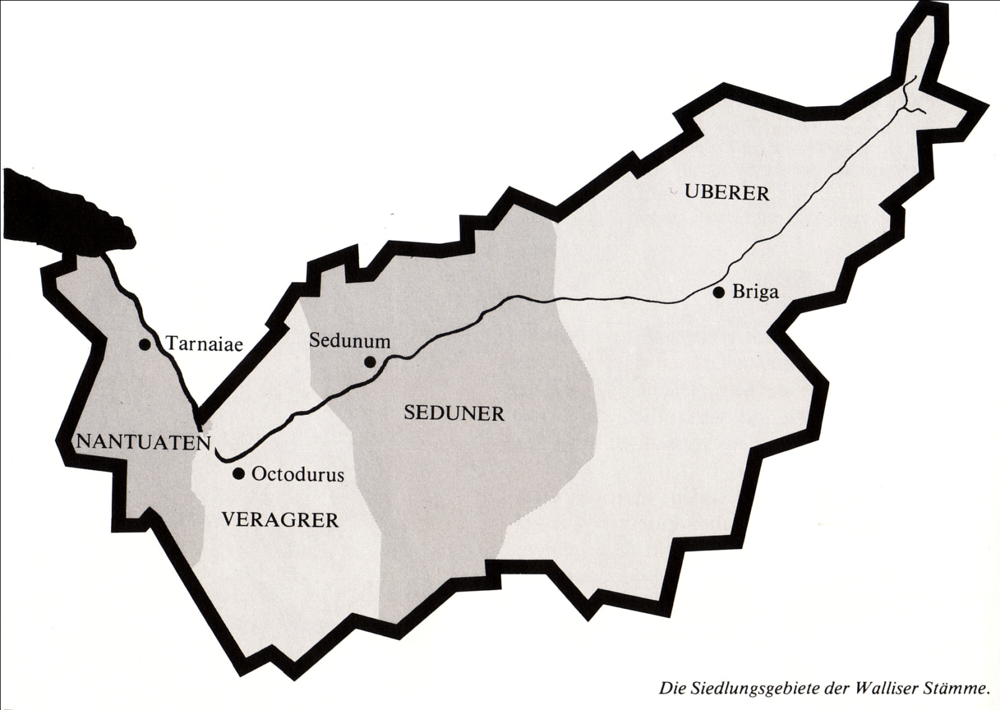 UBERER
Briga
Sedunum
Tarnaiae
SEDUNER
NANTUATEN
Octodurus
VERAGRER
Die Siedlungsgebiete der Walliser Stämme.